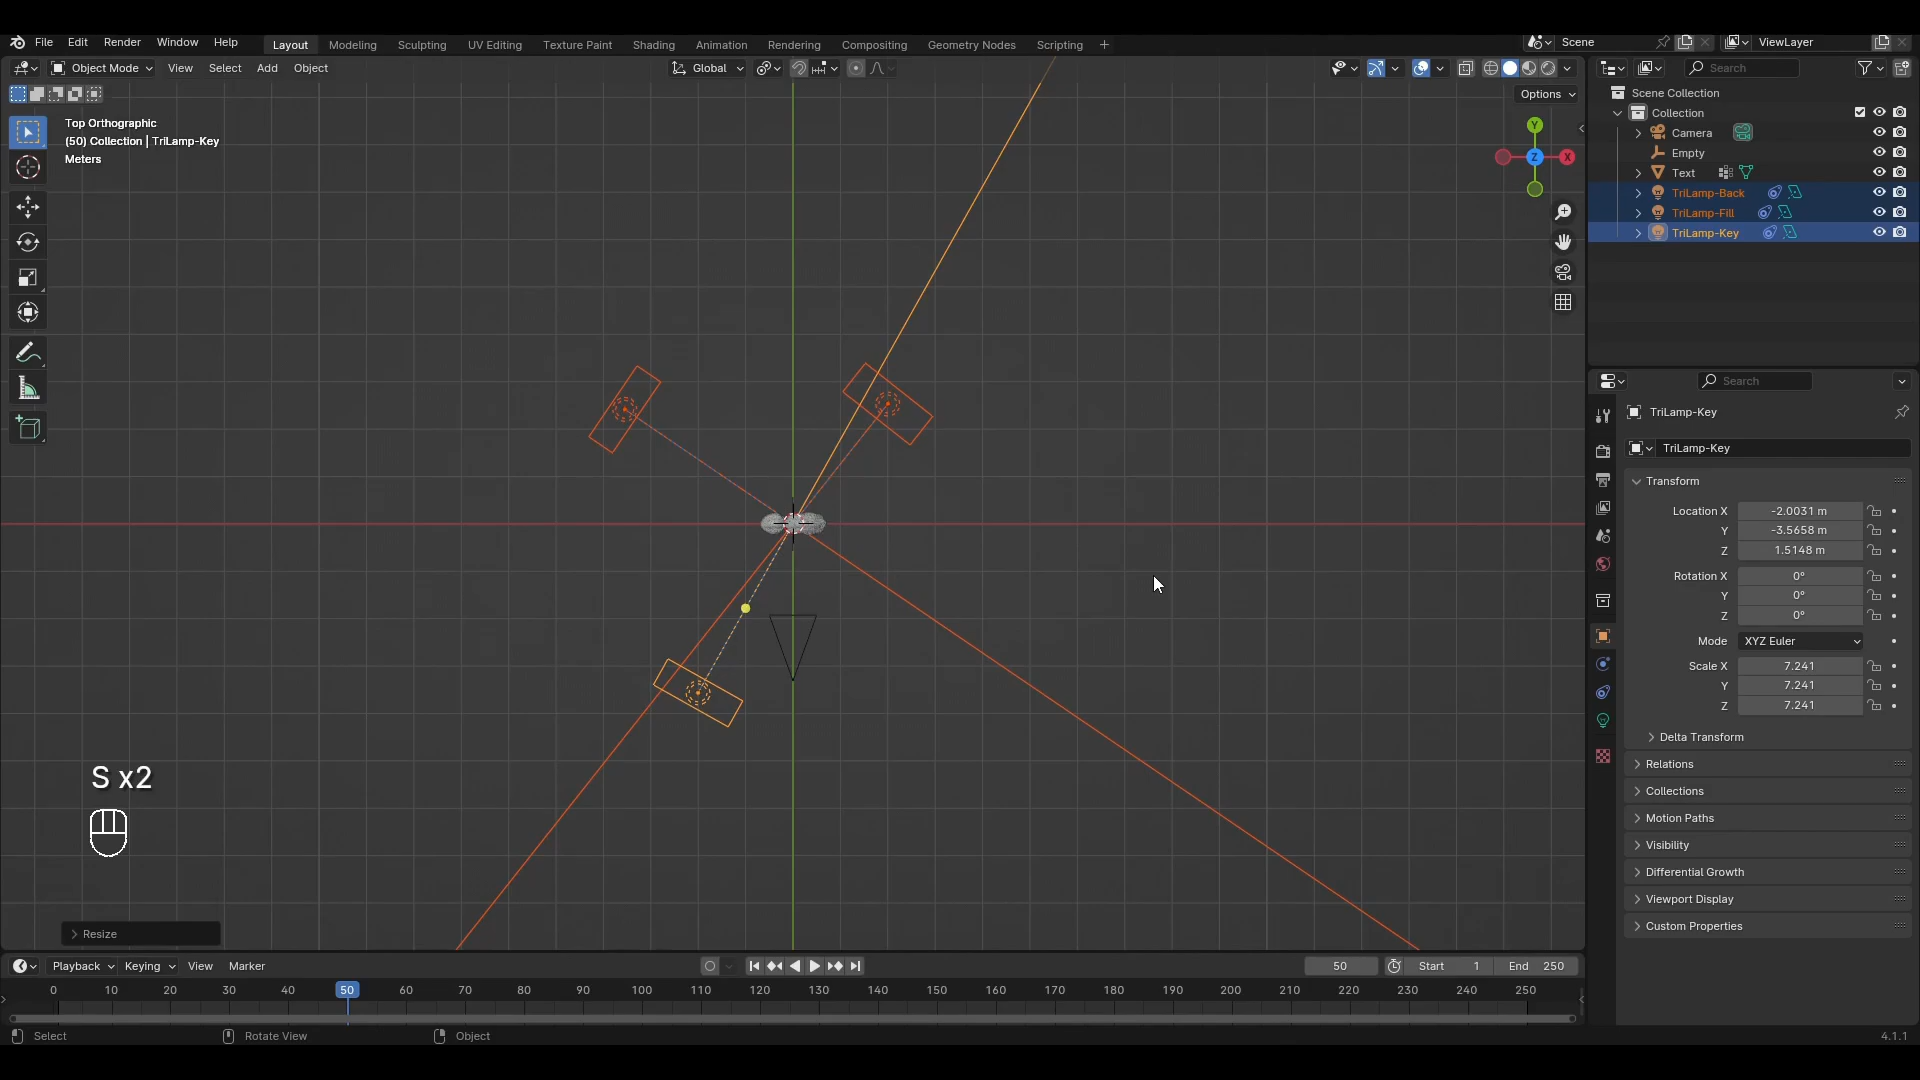 File Edit Render Window Help
Layout Modeling Sculpting UV Editing Texture Paint Shading Animation Rendering Compositing Geometry Nodes Scripting +
Scene
ViewLayer
Object Mode View Select Add Object
Global
Search
Options
Top Orthographic
(50) Collection | TriLamp-Key
Meters
Y
Z
X
Scene Collection
Collection
Camera
Empty
Text
TriLamp-Back
TriLamp-Fill
TriLamp-Key
Search
TriLamp-Key
TriLamp-Key
Transform
Location X -2.0031 m
Y -3.5658 m
Z 1.5148 m
Rotation X 0°
Y 0°
Z 0°
Mode XYZ Euler
Scale X 7.241
Y 7.241
Z 7.241
Delta Transform
Relations
Collections
Motion Paths
Visibility
Differential Growth
Viewport Display
Custom Properties
S x2
Resize
Playback Keying View Marker
50
Start 1 End 250
0 10 20 30 40 50 60 70 80 90 100 110 120 130 140 150 160 170 180 190 200 210 220 230 240 250
Select Rotate View Object
4.1.1